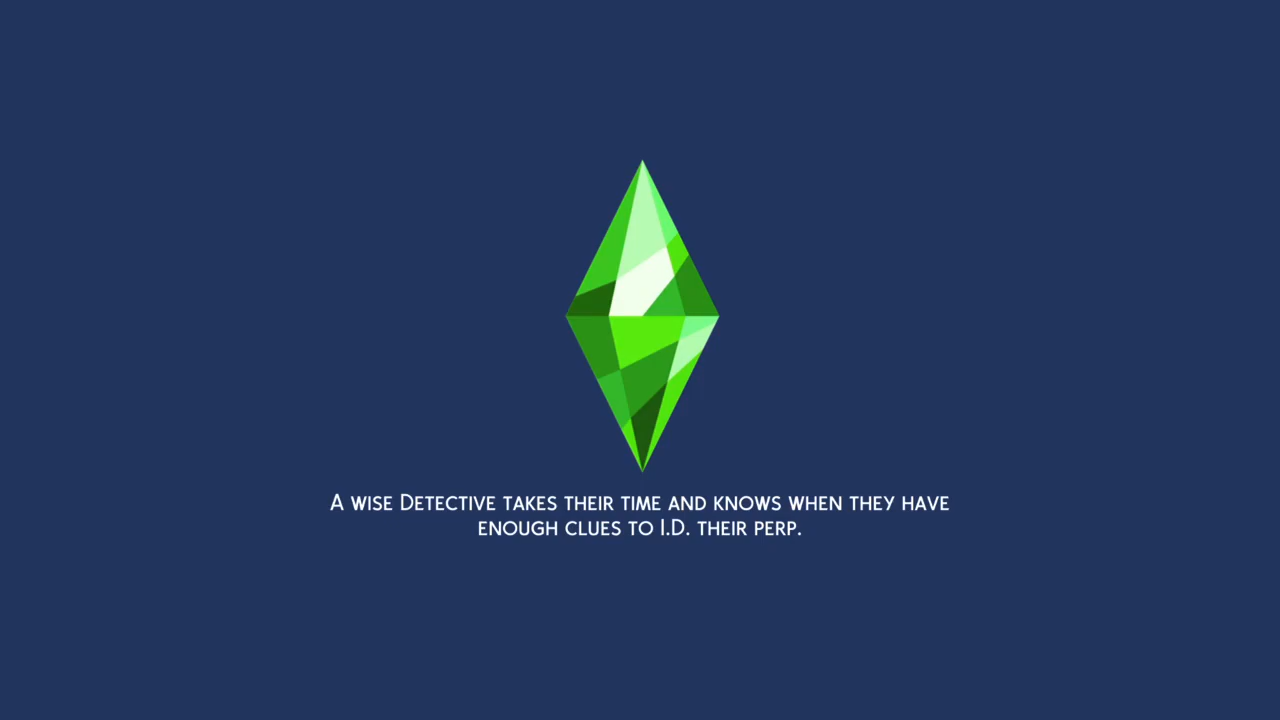 A wise Detective takes their time and knows when they have
enough clues to I.D. their perp.